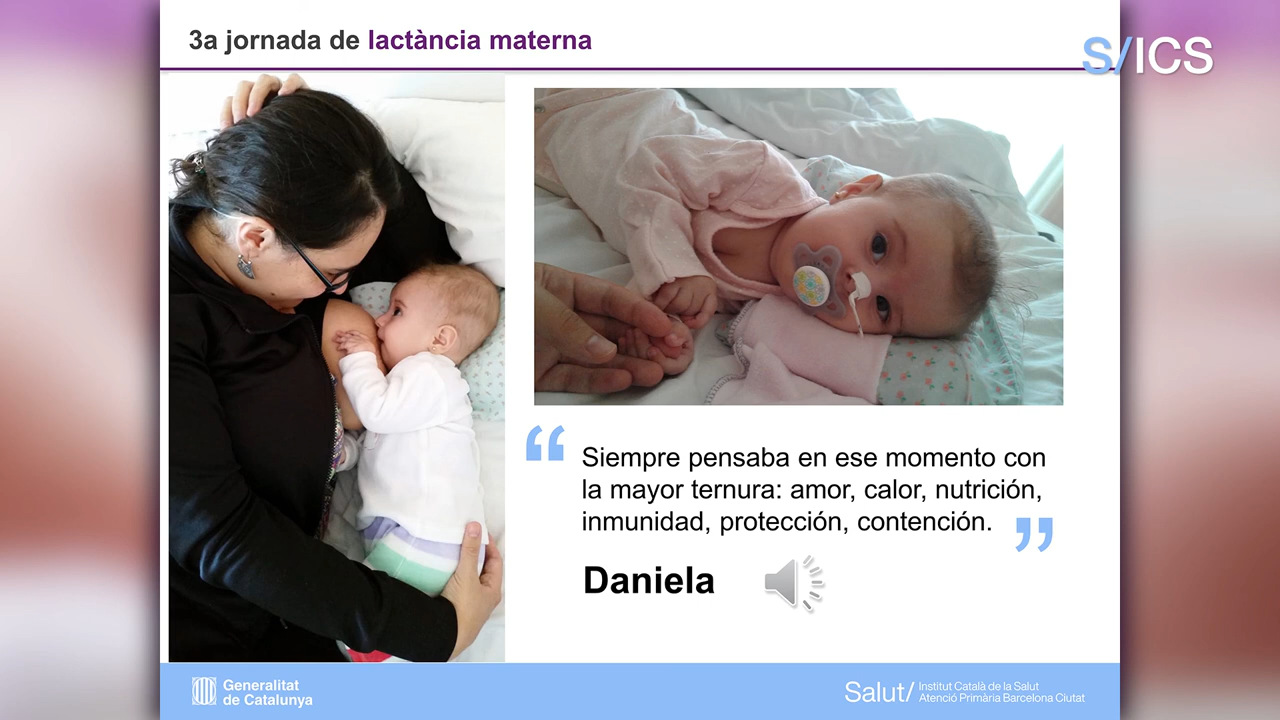 3a jornada de lactància materna
S/ICS
“ Siempre pensaba en ese momento con
la mayor ternura: amor, calor, nutrición,
inmunidad, protección, contención. ”
Daniela
Generalitat
de Catalunya
Salut/ Institut Català de la Salut
Atenció Primària Barcelona Ciutat